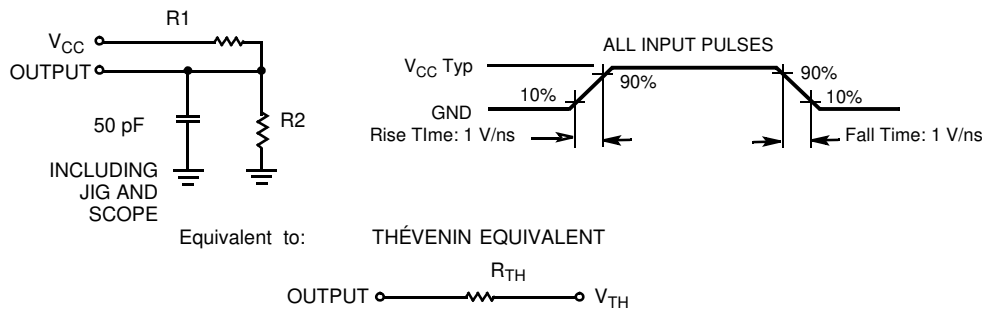 R1
VCC
OUTPUT
50 pF
R2
INCLUDING
JIG AND
SCOPE
ALL INPUT PULSES
VCC Typ
GND
10%
90%
90%
10%
Rise TIme: 1 V/ns
Fall Time: 1 V/ns
Equivalent to:
THÉVENIN EQUIVALENT
RTH
OUTPUT
VTH